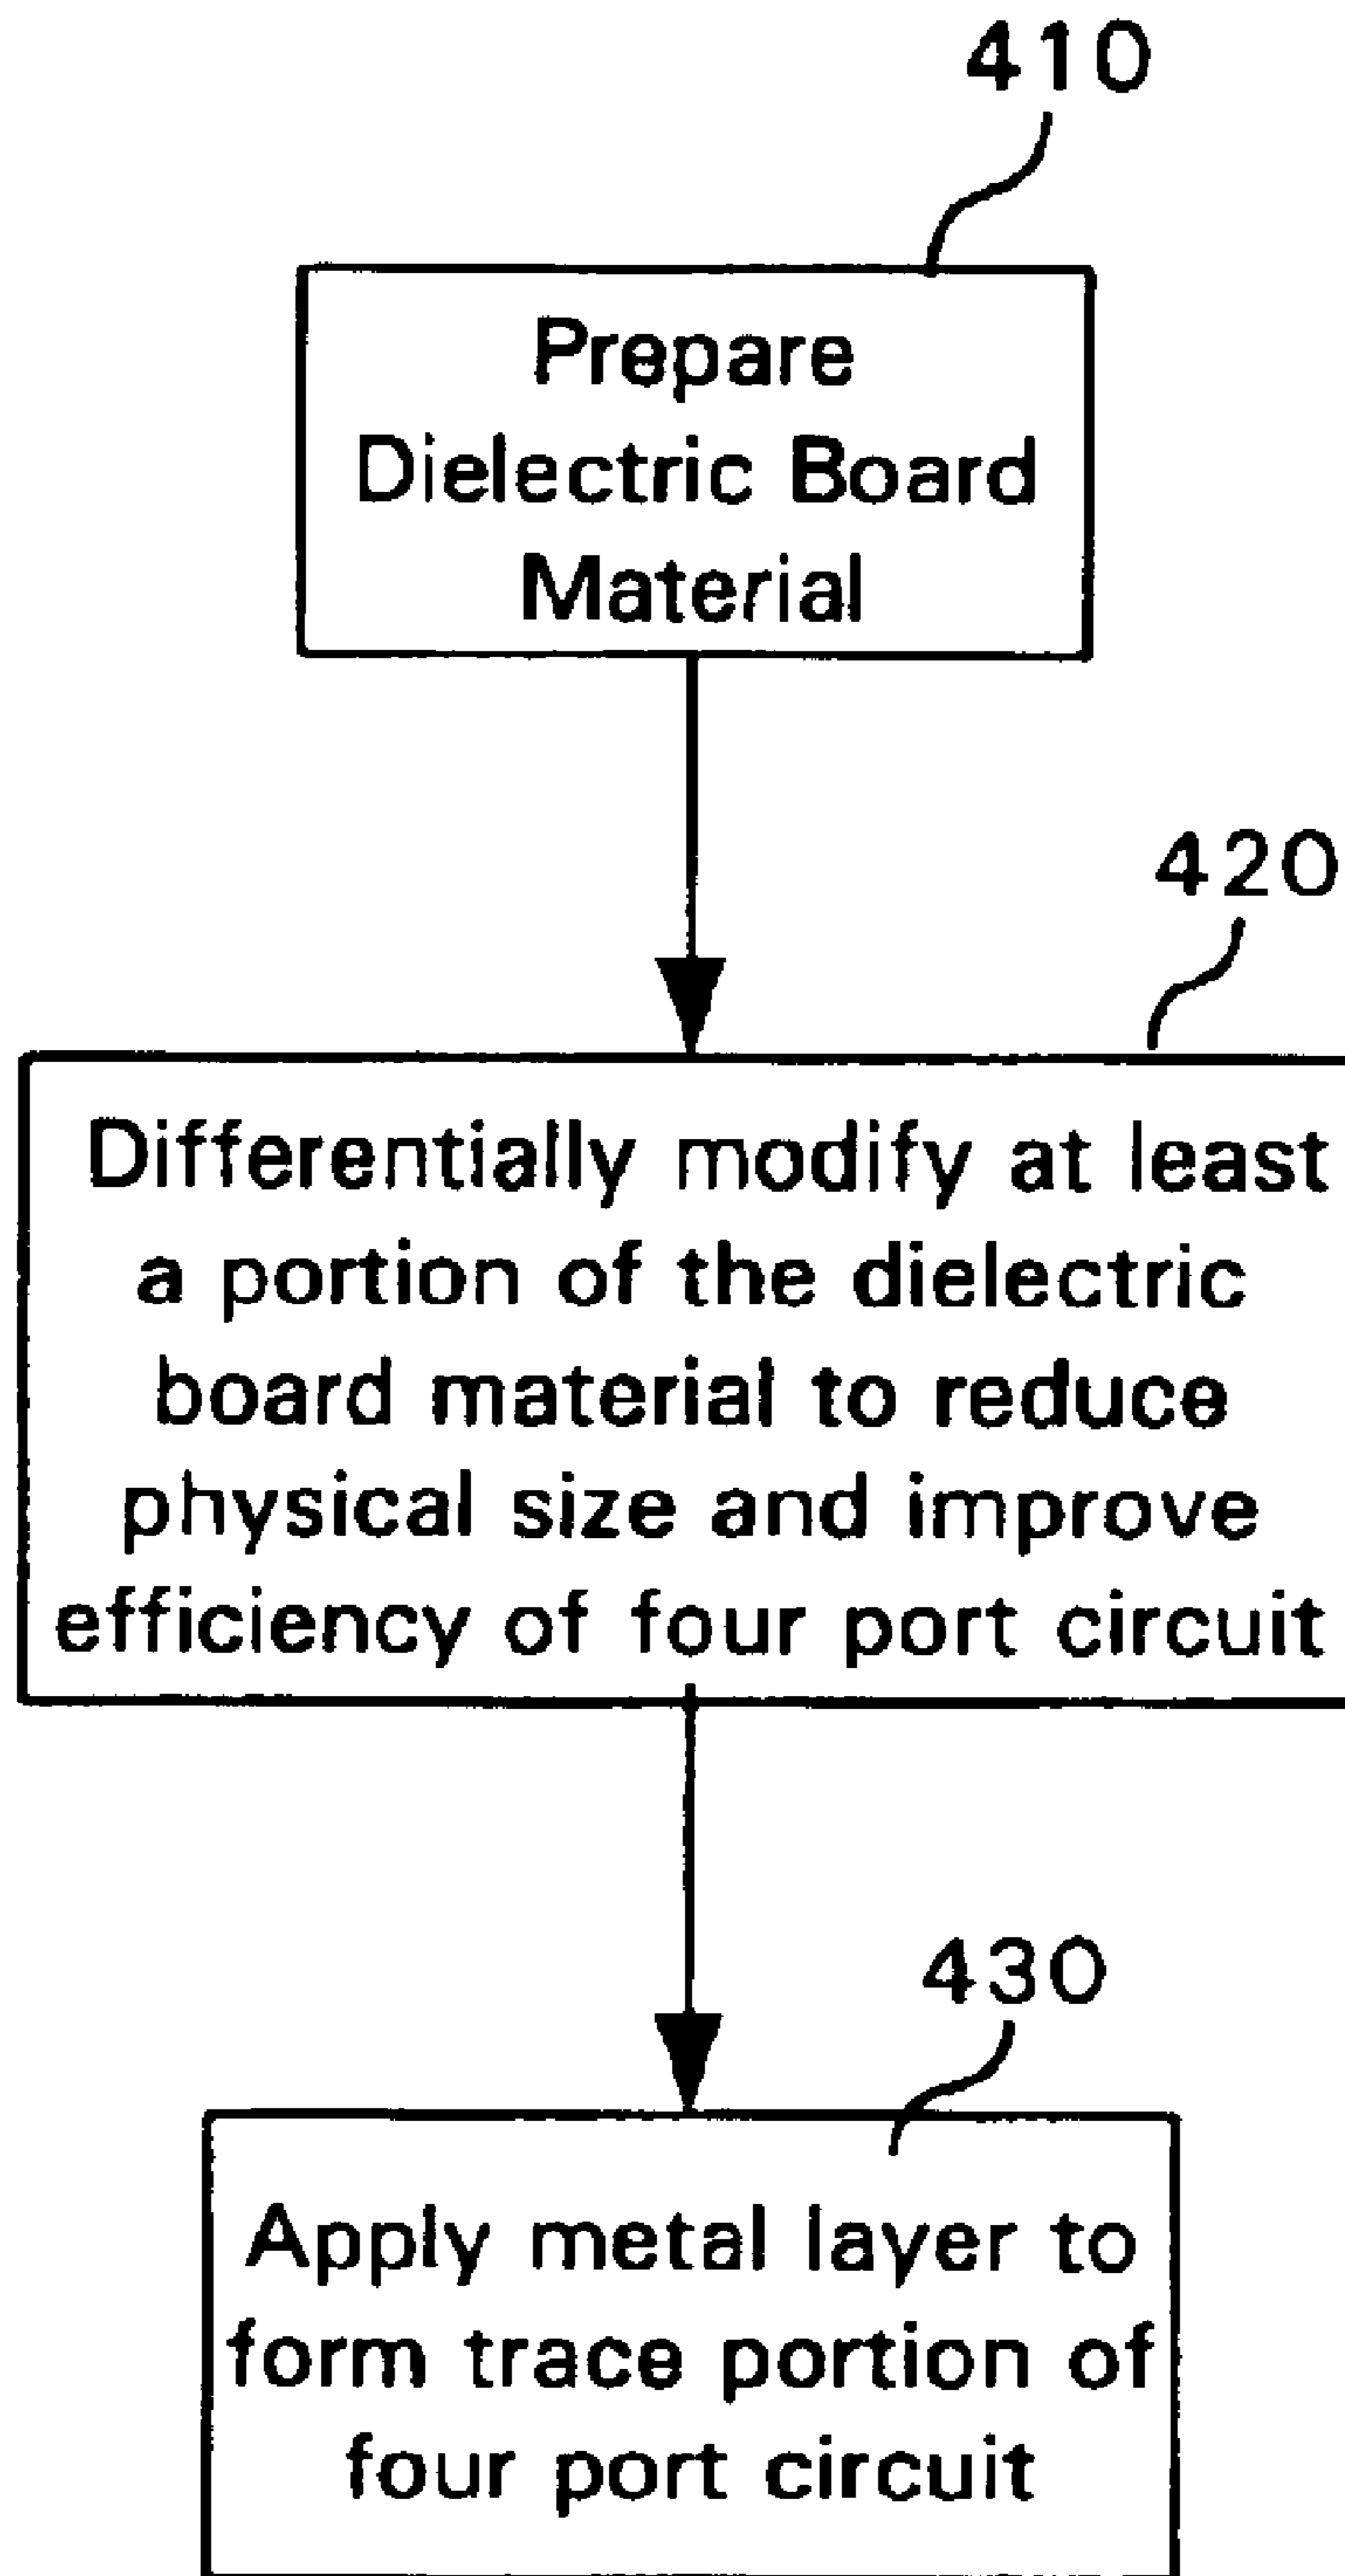 410
Prepare
Dielectric Board
Material
420
Differentially modify at least
a portion of the dielectric
board material to reduce
physical size and improve
efficiency of four port circuit
430
Apply metal layer to
form trace portion of
four port circuit